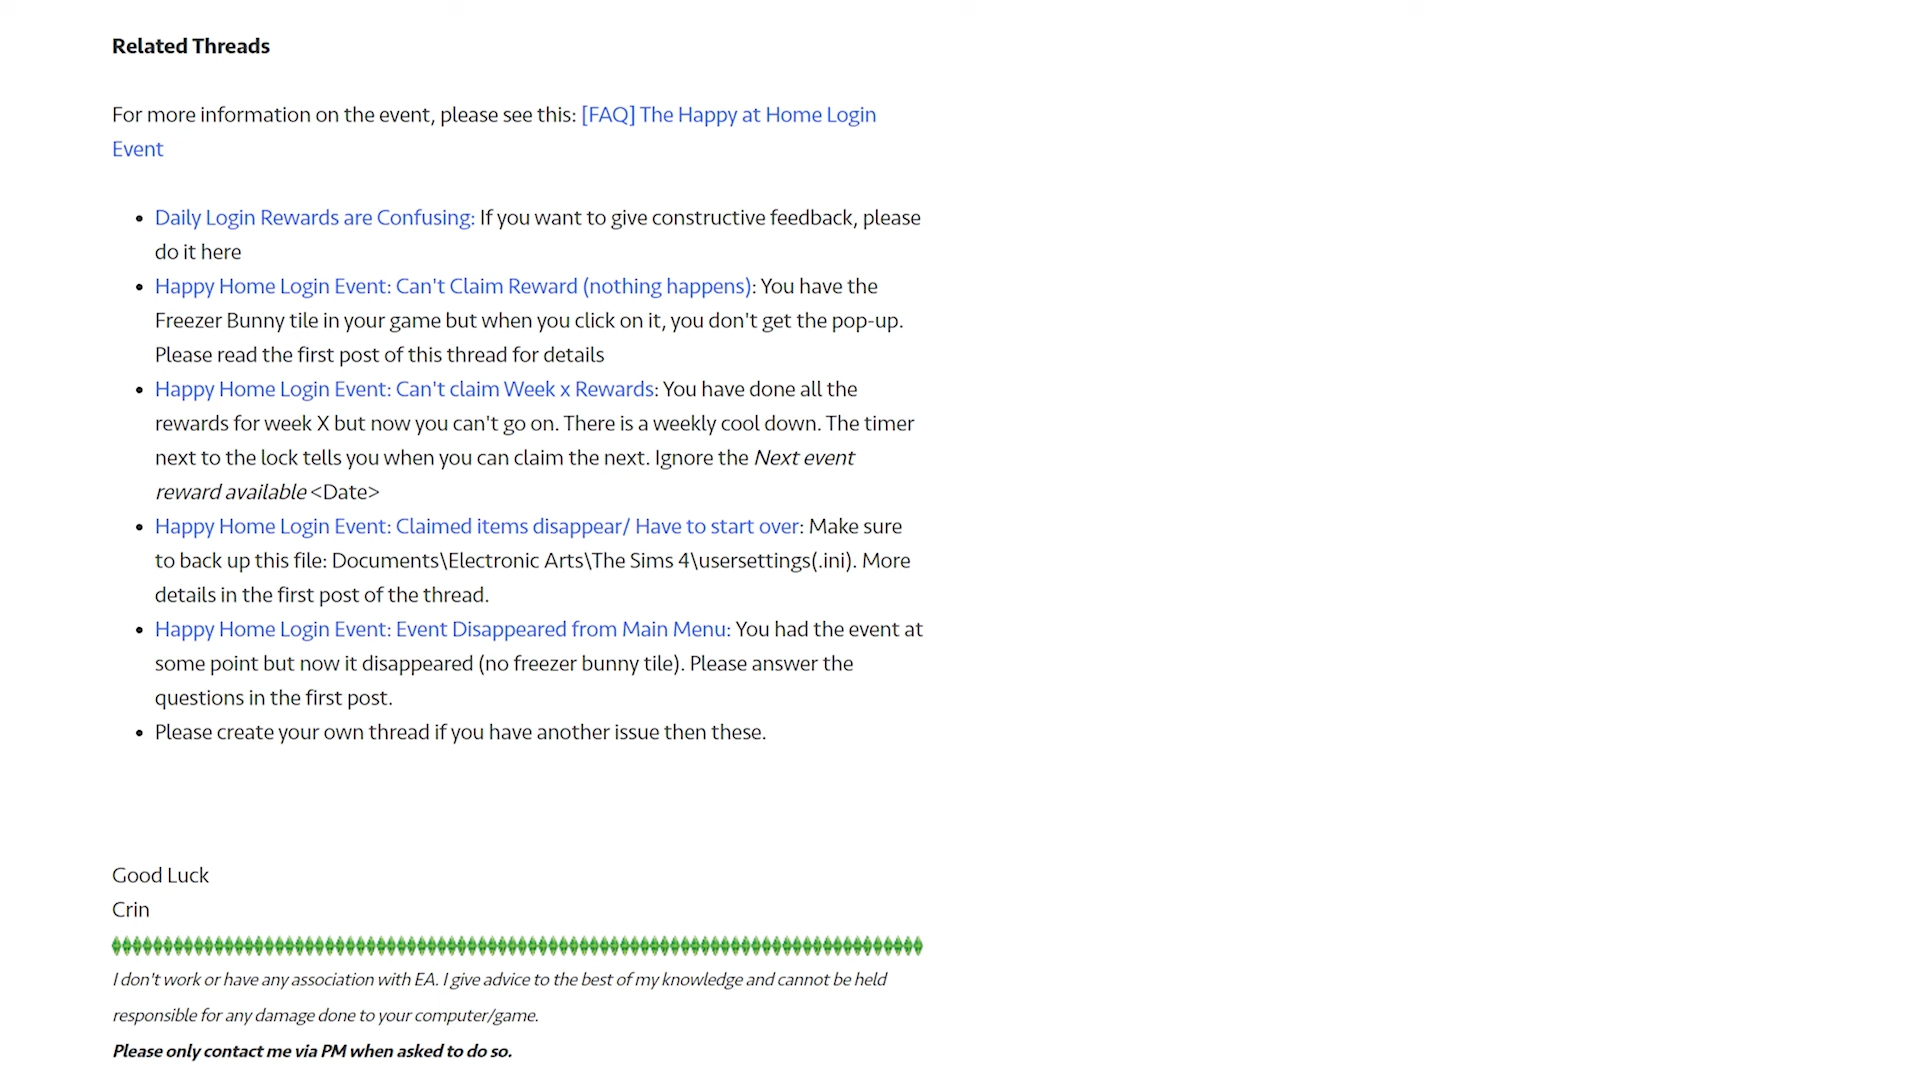 Related Threads
For more information on the event, please see this: [FAQ] The Happy at Home Login
Event
Daily Login Rewards are Confusing: If you want to give constructive feedback, please
do it here
Happy Home Login Event: Can't Claim Reward (nothing happens): You have the
Freezer Bunny tile in your game but when you click on it, you don't get the pop-up.
Please read the first post of this thread for details
Happy Home Login Event: Can't claim Week x Rewards: You have done all the
rewards for week X but now you can't go on. There is a weekly cool down. The timer
next to the lock tells you when you can claim the next. Ignore the Next event
reward available <Date>
Happy Home Login Event: Claimed items disappear/ Have to start over: Make sure
to back up this file: Documents\Electronic Arts\The Sims 4\usersettings(.ini). More
details in the first post of the thread.
Happy Home Login Event: Event Disappeared from Main Menu: You had the event at
some point but now it disappeared (no freezer bunny tile). Please answer the
questions in the first post.
Please create your own thread if you have another issue then these.
Good Luck
Crin
I don't work or have any association with EA. I give advice to the best of my knowledge and cannot be held
responsible for any damage done to your computer/game.
Please only contact me via PM when asked to do so.